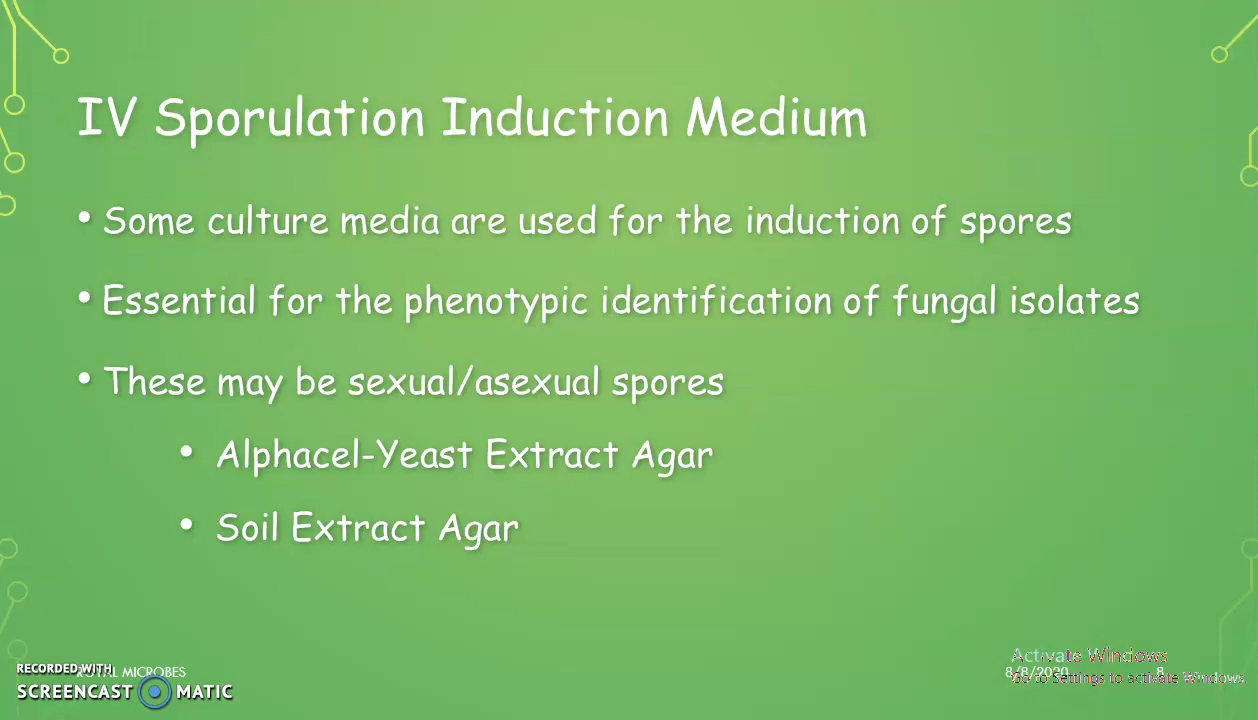 IV Sporulation Induction Medium
• Some culture media are used for the induction of spores
• Essential for the phenotypic identification of fungal isolates
• These may be sexual/asexual spores
• Alphacel-Yeast Extract Agar
• Soil Extract Agar
RECORDED WITH
MICROBES
SCREENCAST MATIC
Activate Windows
8/8/2020 8
Go to Settings to activate Windows.